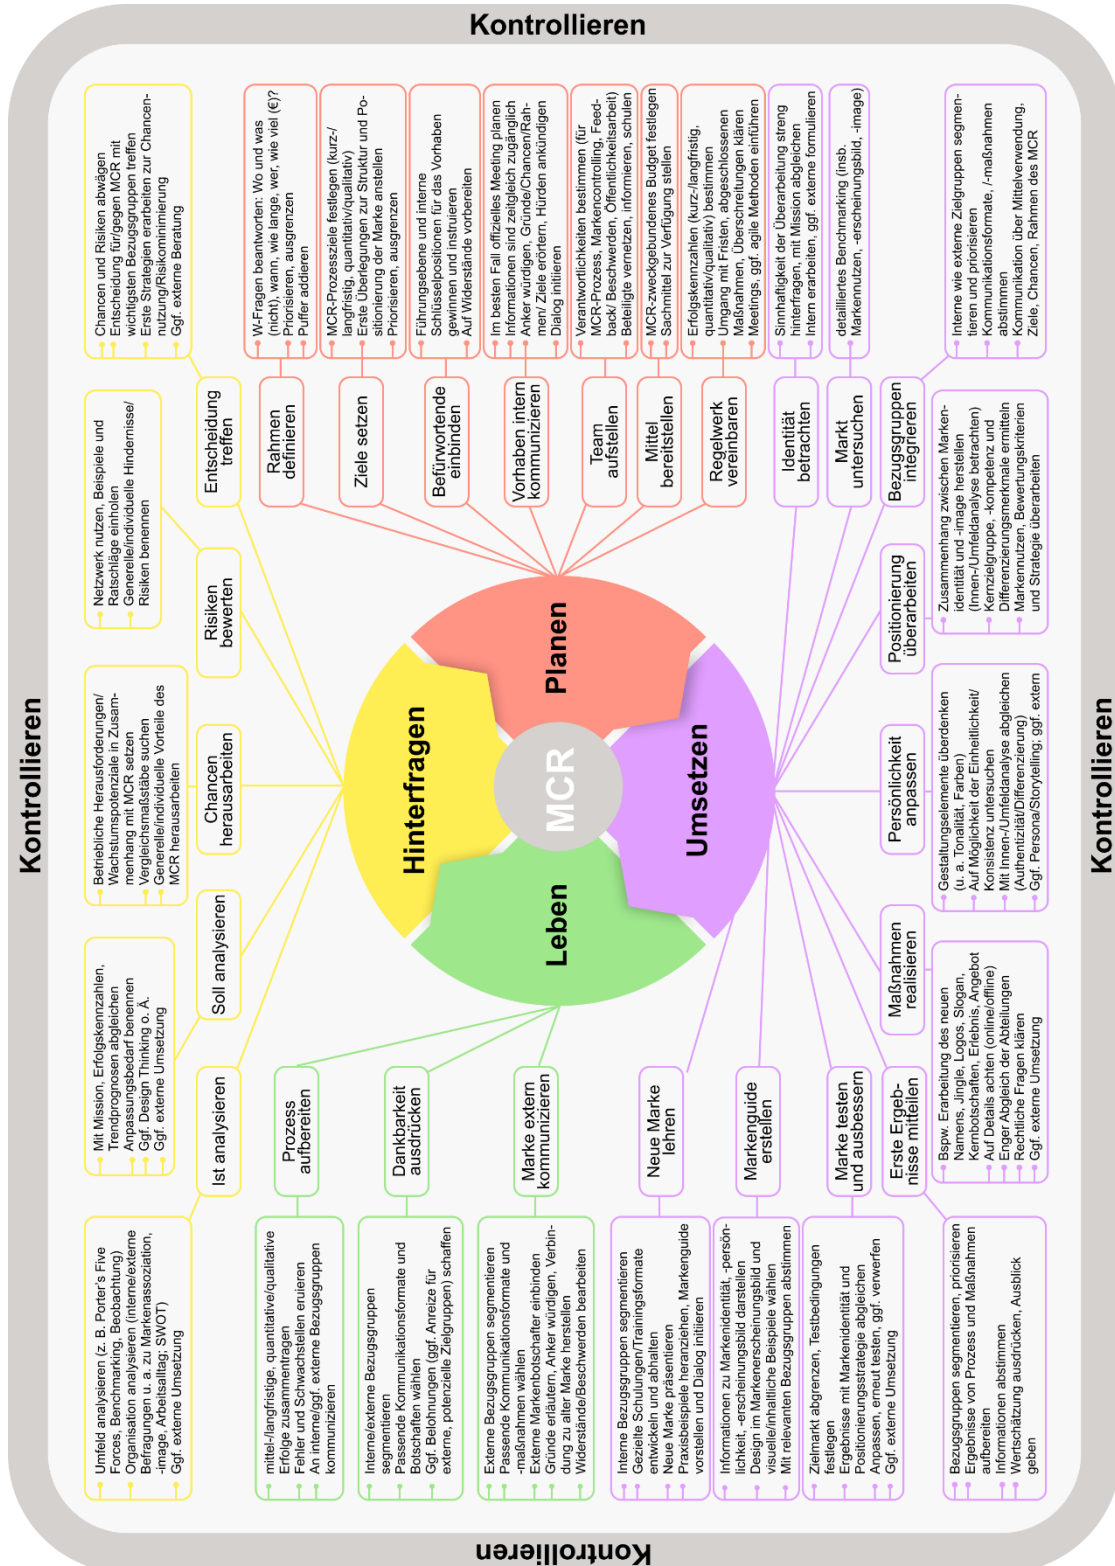 Kontrollieren
Kontrollieren
Kontrollieren
Kontrollieren
MCR
Hinterfragen
Planen
Umsetzen
Leben
Ist analysieren
Umfeld analysieren (z. B. Porter's Five
Forces, Benchmarking, Beobachtung)
Organisation analysieren (interne/externe
Befragungen u. a. zu Markenassoziation,
-image, Arbeitsalltag; SWOT)
Ggf. externe Umsetzung
Soll analysieren
Mit Mission, Erfolgskennzahlen,
Trendprognosen abgleichen
Anpassungsbedarf benennen
Ggf. Design Thinking o. Ä.
Ggf. externe Umsetzung
Chancen
herausarbeiten
Betriebliche Herausforderungen/
Wachstumspotenziale in Zusam-
menhang mit MCR setzen
Vergleichsmaßstäbe suchen
Generelle/individuelle Vorteile des
MCR herausarbeiten
Risiken
bewerten
Netzwerk nutzen, Beispiele und
Ratschläge einholen
Generelle/individuelle Hindernisse/
Risiken benennen
Entscheidung
treffen
Chancen und Risiken abwägen
Entscheidung für/gegen MCR mit
wichtigsten Bezugsgruppen treffen
Erste Strategien erarbeiten zur Chancen-
nutzung/Risikominimierung
Ggf. externe Beratung
Rahmen
definieren
W-Fragen beantworten: Wo und was
(nicht), wann, wie lange, wer, wie viel (€)?
Priorisieren, ausgrenzen
Puffer addieren
Ziele setzen
MCR-Prozessziele festlegen (kurz-/
langfristig, quantitativ/qualitativ)
Erste Überlegungen zur Struktur und Po-
sitionierung der Marke anstellen
Priorisieren, ausgrenzen
Befürwortende
einbinden
Führungsebene und interne
Schlüsselpositionen für das Vorhaben
gewinnen und instruieren
Auf Widerstände vorbereiten
Vorhaben intern
kommunizieren
Im besten Fall offizielles Meeting planen
Informationen sind zeitgleich zugänglich
Anker würdigen, Gründe/Chancen/Rah-
men/ Ziele erörtern, Hürden ankündigen
Dialog initiieren
Team
aufstellen
Verantwortlichkeiten bestimmen (für
MCR-Prozess, Markencontrolling, Feed-
back/ Beschwerden, Öffentlichkeitsarbeit)
Beteiligte vernetzen, informieren, schulen
Mittel
bereitstellen
MCR-zweckgebundenes Budget festlegen
Sachmittel zur Verfügung stellen
Regelwerk
vereinbaren
Erfolgskennzahlen (kurz-/langfristig,
quantitativ/qualitativ) bestimmen
Umgang mit Fristen, abgeschlossenen
Maßnahmen, Überschreitungen klären
Meetings, ggf. agile Methoden einführen
Identität
betrachten
Sinnhaftigkeit der Überarbeitung streng
hinterfragen, mit Mission abgleichen
Intern erarbeiten, ggf. externe formulieren
Markt
untersuchen
detailliertes Benchmarking (insb.
Markennutzen, -erscheinungsbild, -image)
Bezugsgruppen
integrieren
Interne wie externe Zielgruppen segmen-
tieren und priorisieren
Kommunikationsformate, /-maßnahmen
abstimmen
Kommunikation über Mittelverwendung,
Ziele, Chancen, Rahmen des MCR
Positionierung
überarbeiten
Zusammenhang zwischen Marken-
identität und -image herstellen
(Innen-/Umfeldanalyse betrachten)
Kernzielgruppe, -kompetenz und
Differenzierungsmerkmale ermitteln
Markennutzen, Bewertungskriterien
und Strategie überarbeiten
Persönlichkeit
anpassen
Gestaltungselemente überdenken
(u. a. Tonalität, Farben)
Auf Möglichkeit der Einheitlichkeit/
Konsistenz untersuchen
Mit Innen-/Umfeldanalyse abgleichen
(Authentizität/Differenzierung)
Ggf. Persona/Storytelling; ggf. extern
Maßnahmen
realisieren
Bspw. Erarbeitung des neuen
Namens, Jingle, Logos, Slogan,
Kernbotschaften, Erlebnis, Angebot
Auf Details achten (online/offline)
Enger Abgleich der Abteilungen
Rechtliche Fragen klären
Ggf. externe Umsetzung
Erste Ergeb-
nisse mitteilen
Bezugsgruppen segmentieren, priorisieren
Ergebnisse von Prozess und Maßnahmen
aufbereiten
Informationen abstimmen
Wertschätzung ausdrücken, Ausblick
geben
Marke testen
und ausbessern
Zielmarkt abgrenzen, Testbedingungen
festlegen
Ergebnisse mit Markenidentität und
Positionierungsstrategie abgleichen
Anpassen, erneut testen, ggf. verwerfen
Ggf. externe Umsetzung
Markenguide
erstellen
Informationen zu Markenidentität, -persön-
lichkeit, -erscheinungsbild darstellen
Design im Markenerscheinungsbild und
visuelle/inhaltliche Beispiele wählen
Mit relevanten Bezugsgruppen abstimmen
Neue Marke
lehren
Interne Bezugsgruppen segmentieren
Gezielte Schulungen/Trainingsformate
entwickeln und abhalten
Neue Marke präsentieren
Praxisbeispiele heranziehen, Markenguide
vorstellen und Dialog initiieren
Marke extern
kommunizieren
Externe Bezugsgruppen segmentieren
Passende Kommunikationsformate und
-maßnahmen wählen
Externe Markenbotschafter einbinden
Gründe erläutern, Anker würdigen, Verbin-
dung zu alter Marke herstellen
Widerstände/Beschwerden bearbeiten
Dankbarkeit
ausdrücken
Interne/externe Bezugsgruppen
segmentieren
Passende Kommunikationsformate und
Botschaften wählen
Ggf. Belohnungen (ggf. Anreize für
externe, potenzielle Zielgruppen) schaffen
Prozess
aufbereiten
mittel-/langfristige, quantitative/qualitative
Erfolge zusammentragen
Fehler und Schwachstellen eruieren
An interne/ggf. externe Bezugsgruppen
kommunizieren